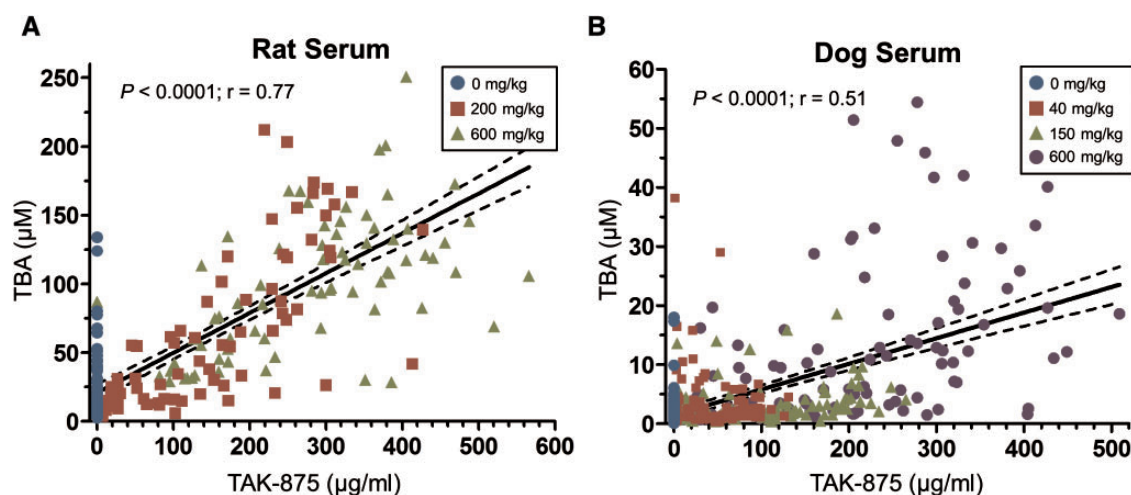 A
Rat Serum
P < 0.0001; r = 0.77
0 mg/kg
200 mg/kg
600 mg/kg
TBA (µM)
250
200
150
100
50
0
0 100 200 300 400 500 600
TAK-875 (µg/ml)
B
Dog Serum
P < 0.0001; r = 0.51
0 mg/kg
40 mg/kg
150 mg/kg
600 mg/kg
TBA (µM)
60
50
40
30
20
10
0
0 100 200 300 400 500
TAK-875 (µg/ml)